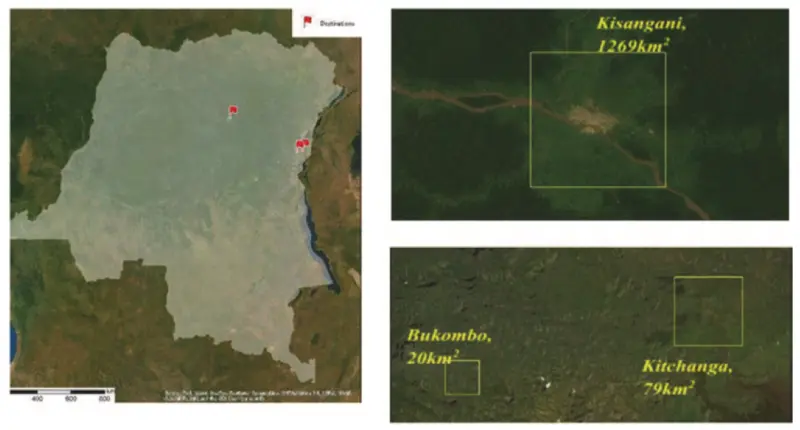 Destinations
Kisangani,
1269km²
Bukombo,
20km²
Kitchanga,
79km²
400 600 800